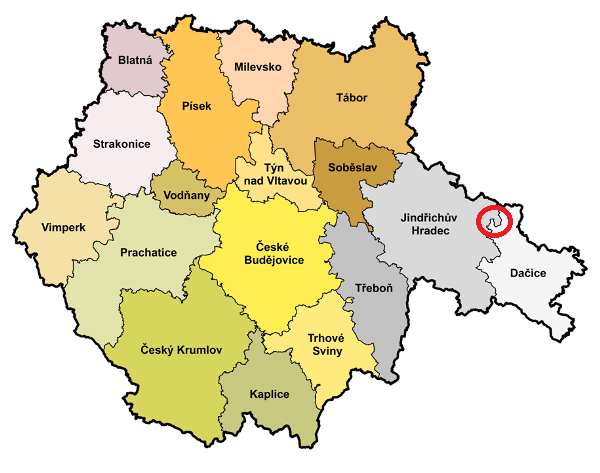 Blatná
Milevsko
Písek
Tábor
Strakonice
Soběslav
Týn
nad Vltavou
Vodňany
Vimperk
Jindřichův
Hradec
Prachatice
České
Budějovice
Dačice
Třeboň
Trhové
Sviny
Český Krumlov
Kaplice